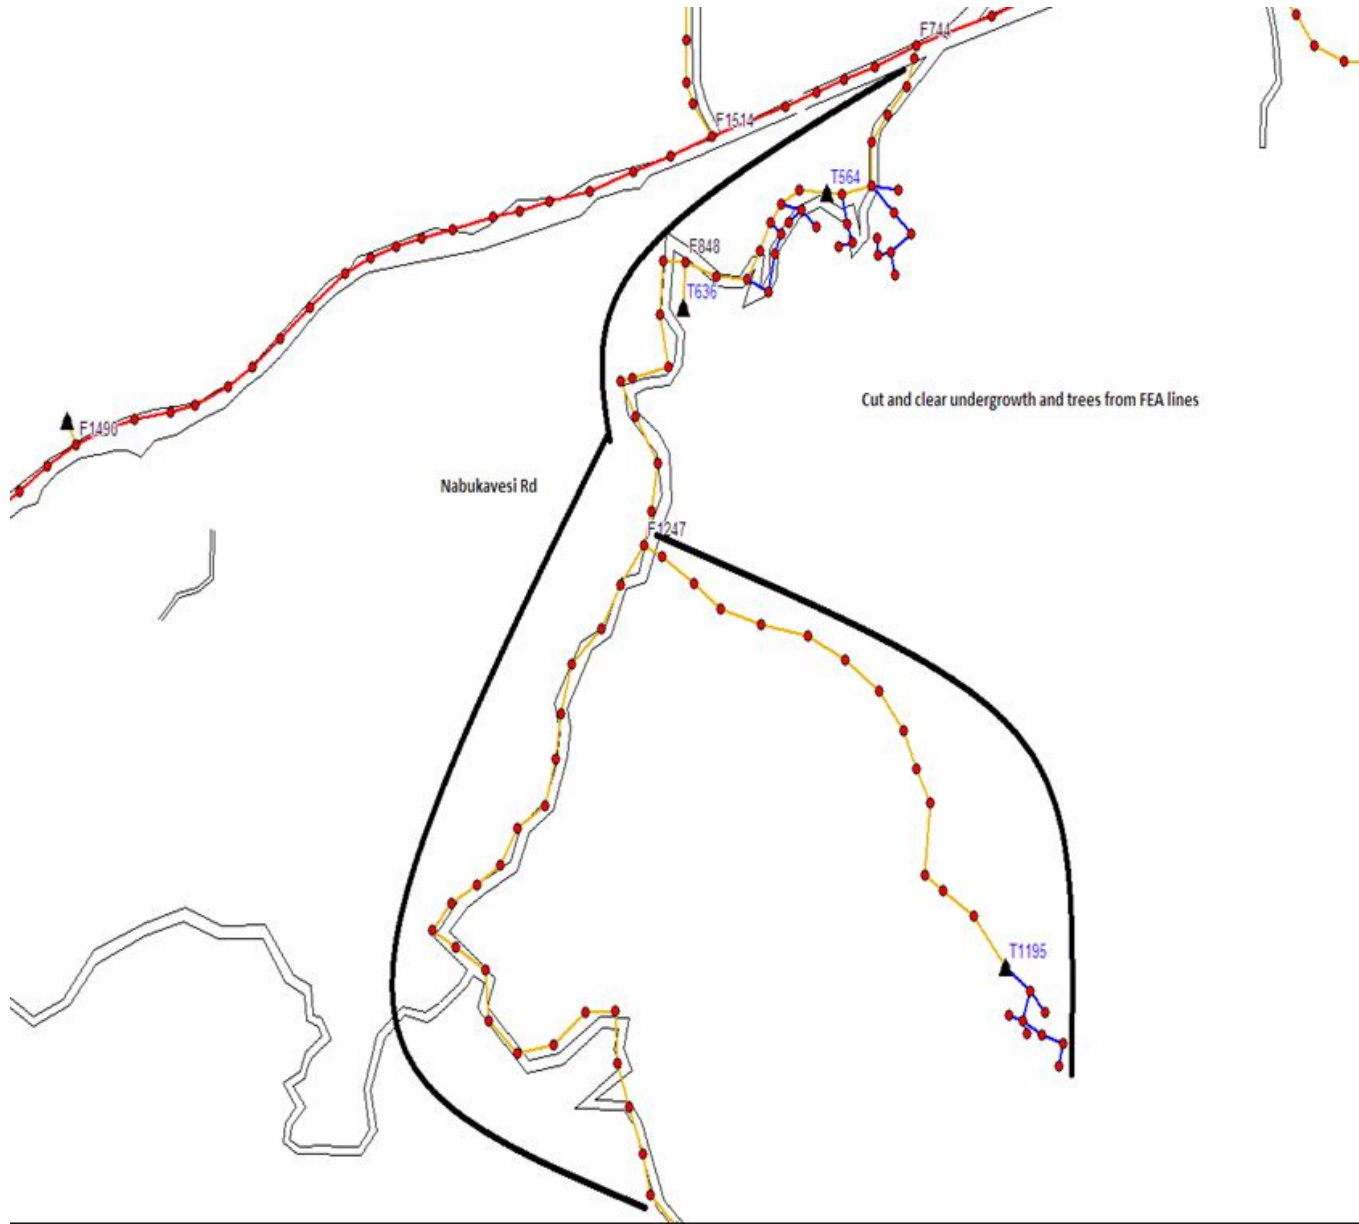 F744
F1514
T564
F848
T636
Cut and clear undergrowth and trees from FEA lines
F1490
Nabukavesi Rd
F1247
T1195